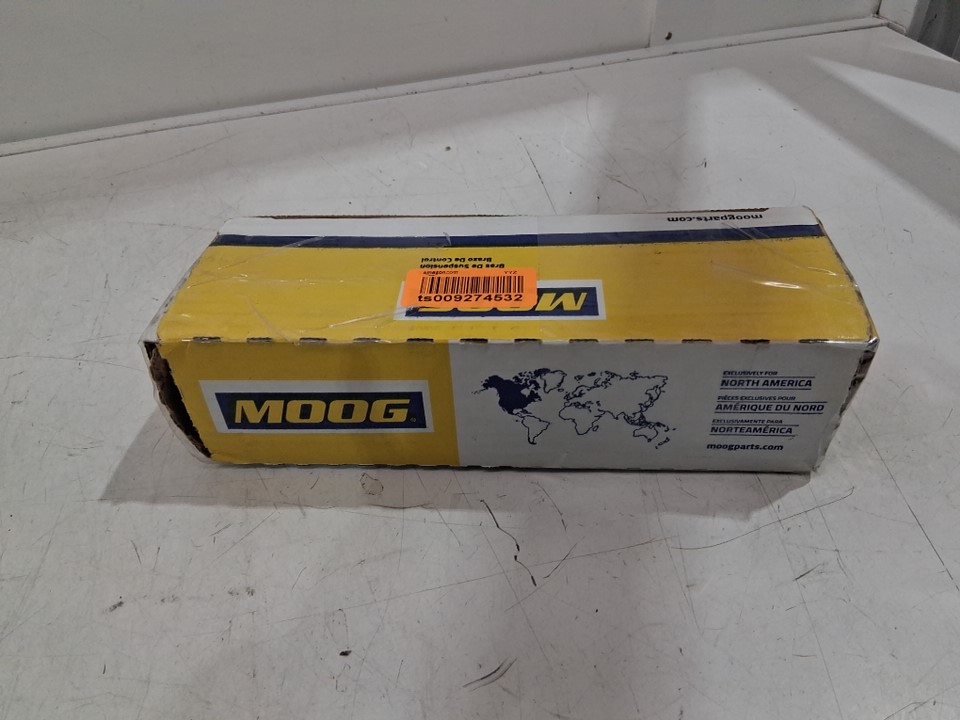 moogparts.com
Bras De Suspension
Brazo De Control
ts009274532
MOOG
MOOG
EXCLUSIVELY FOR
NORTH AMERICA
PIÈCES EXCLUSIVES POUR
AMÉRIQUE DU NORD
EXCLUSIVAMENTE PARA
NORTEAMÉRICA
moogparts.com